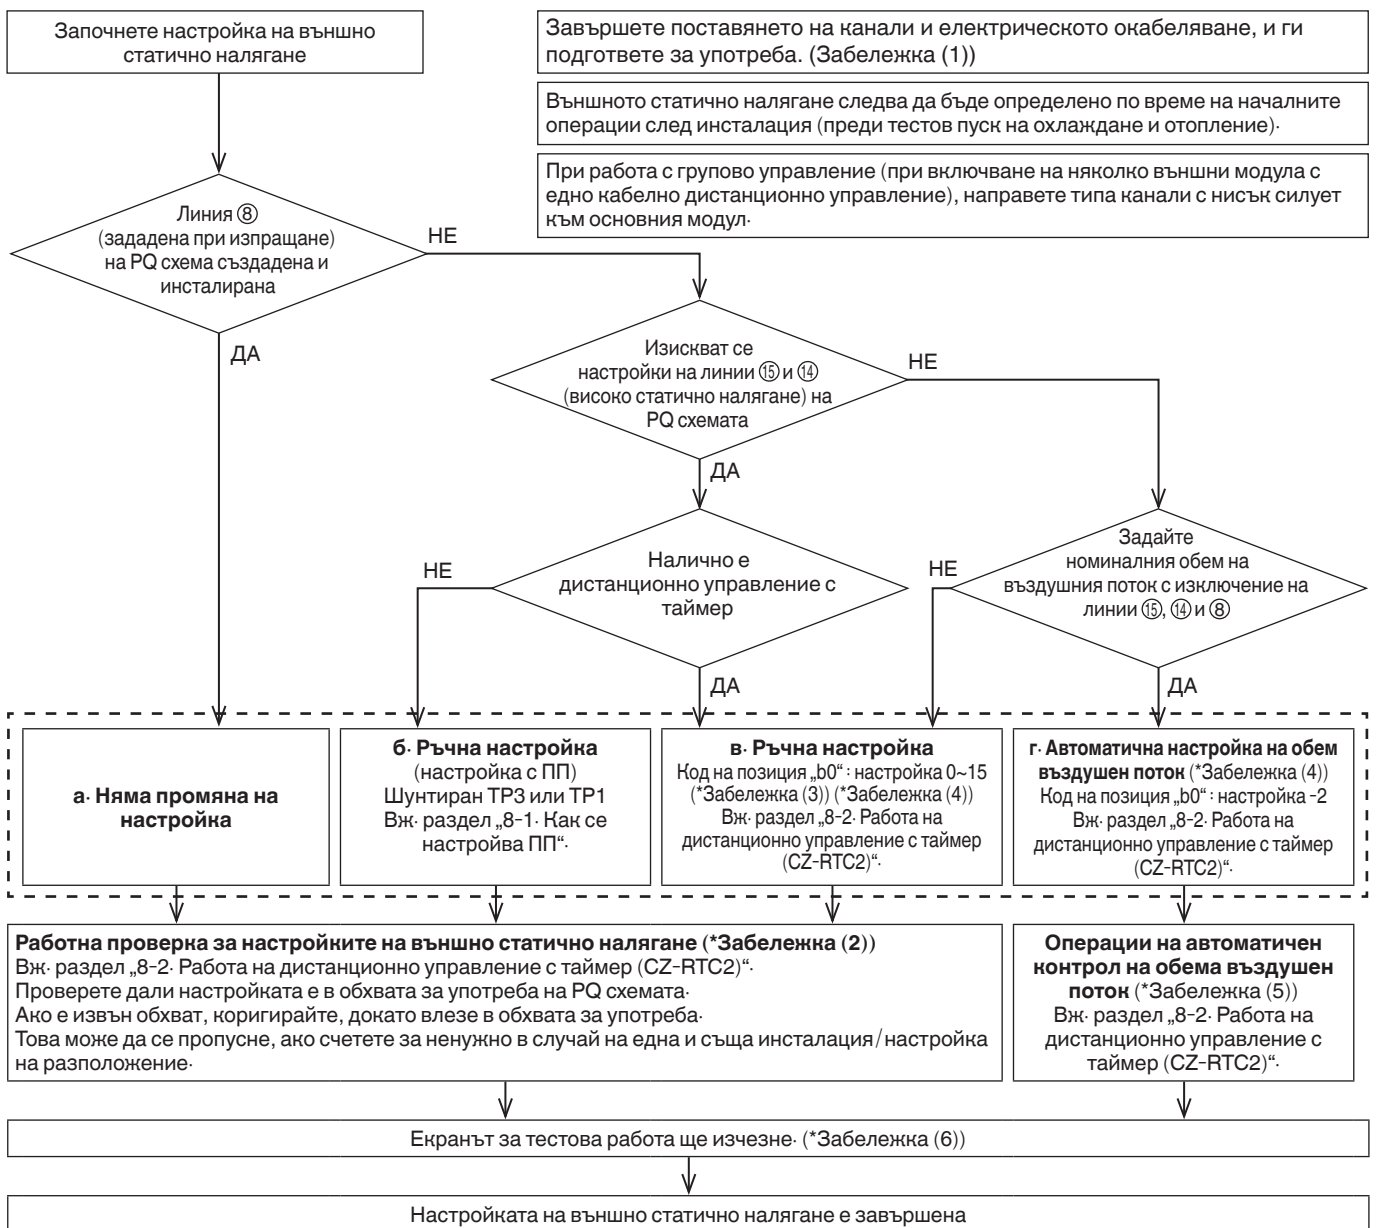 Започнете настройка на външно
статично налягане
Завършете поставянето на канали и електрическото окабеляване, и ги
подгответе за употреба. (Забележка (1))
Външното статично налягане следва да бъде определено по време на началните
операции след инсталация (преди тестов пуск на охлаждане и отопление)·
При работа с групово управление (при включване на няколко външни модула с
едно кабелно дистанционно управление), направете типа канали с нисък силует
към основния модул·
Линия ⑧
(зададена при изпращане)
на PQ схема създадена и
инсталирана
НЕ
ДА
Изискват се
настройки на линии ⑮ и ⑭
(високо статично налягане) на
PQ схемата
НЕ
ДА
Налично е
дистанционно управление с
таймер
НЕ
ДА
Задайте
номиналния обем на
въздушния поток с изключение на
линии ⑮, ⑭ и ⑧
НЕ
ДА
а· Няма промяна на
настройка
б· Ръчна настройка
(настройка с ПП)
Шунтиран TP3 или TP1
Вж· раздел „8-1· Как се
настройва ПП“·
в· Ръчна настройка
Код на позиция „b0“ : настройка 0~15
(*Забележка (3)) (*Забележка (4))
Вж· раздел „8-2· Работа на
дистанционно управление с таймер
(CZ-RTC2)“·
г· Автоматична настройка на обем
въздушен поток (*Забележка (4))
Код на позиция „b0“ : настройка -2
Вж· раздел „8-2· Работа на
дистанционно управление с таймер
(CZ-RTC2)“·
Работна проверка за настройките на външно статично налягане (*Забележка (2))
Вж· раздел „8-2· Работа на дистанционно управление с таймер (CZ-RTC2)“·
Проверете дали настройката е в обхвата за употреба на PQ схемата·
Ако е извън обхват, коригирайте, докато влезе в обхвата за употреба·
Това може да се пропусне, ако счетете за ненужно в случай на една и съща инсталация/настройка
на разположение·
Операции на автоматичен
контрол на обема въздушен
поток (*Забележка (5))
Вж· раздел „8-2· Работа на
дистанционно управление с
таймер (CZ-RTC2)“·
Екранът за тестова работа ще изчезне· (*Забележка (6))
Настройката на външно статично налягане е завършена